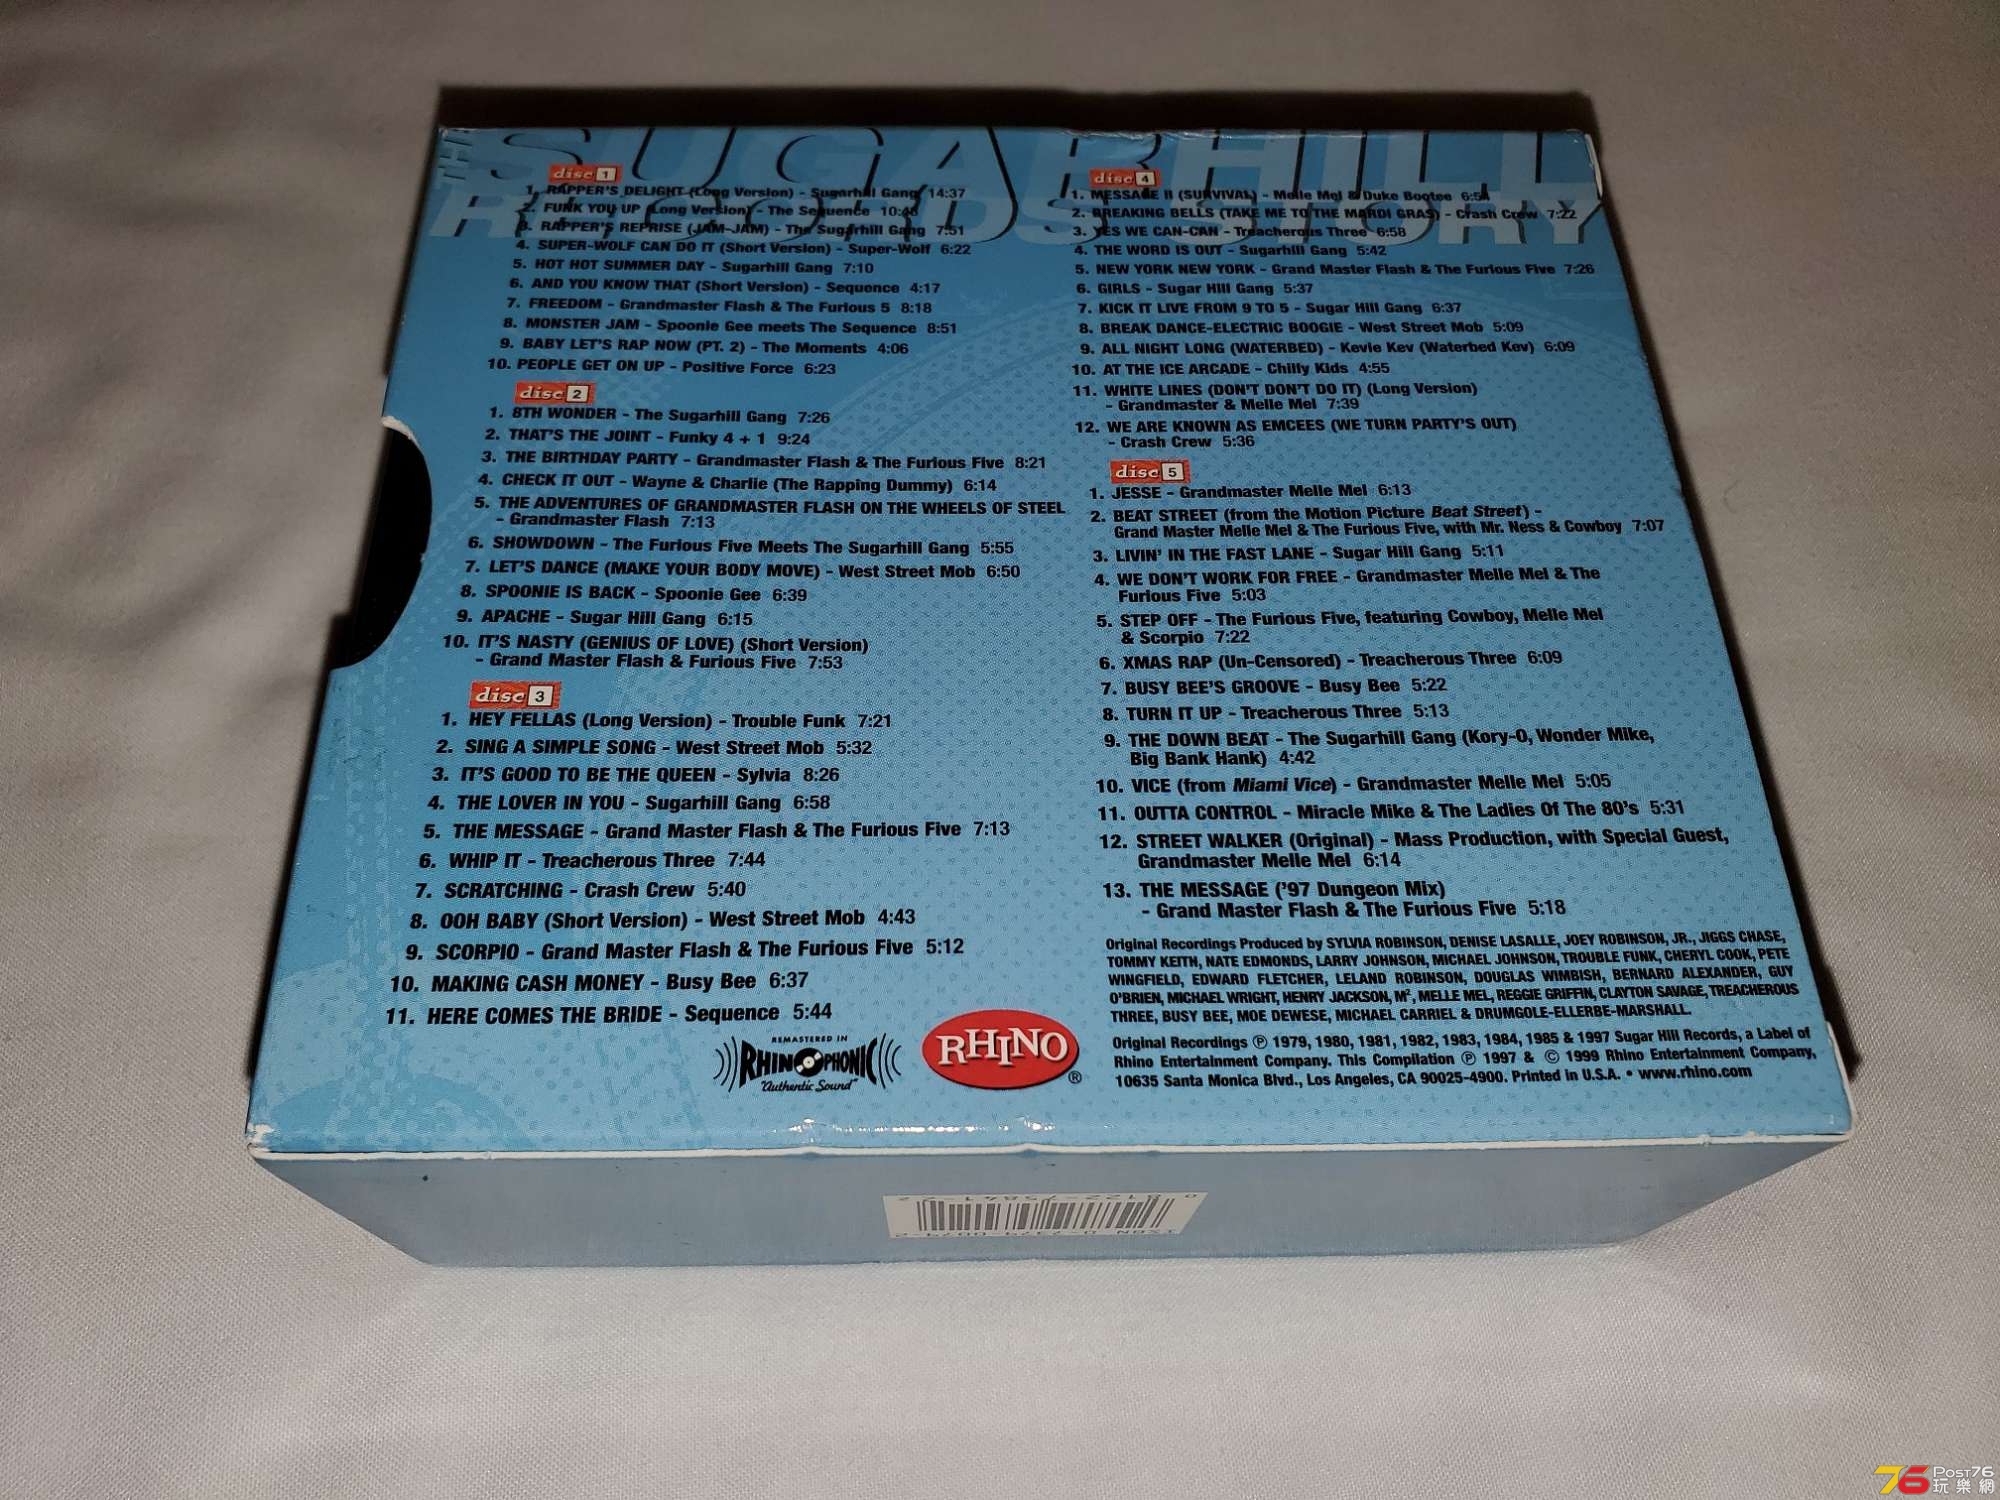 THE SUGARHILL
RECORDS STORY
disc 1
1. RAPPER'S DELIGHT (Long Version) - Sugarhill Gang 14:37
2. FUNK YOU UP (Long Version) - The Sequence 10:
3. RAPPER'S REPRISE (JAM-JAM) - The Sugarhill Gang 7:51
4. SUPER-WOLF CAN DO IT (Short Version) - Super-Wolf 6:22
5. HOT HOT SUMMER DAY - Sugarhill Gang 7:10
6. AND YOU KNOW THAT (Short Version) - Sequence 4:17
7. FREEDOM - Grandmaster Flash & The Furious 5 8:18
8. MONSTER JAM - Spoonie Gee meets The Sequence 8:51
9. BABY LET'S RAP NOW (PT. 2) - The Moments 4:06
10. PEOPLE GET ON UP - Positive Force 6:23
disc 2
1. 8TH WONDER - The Sugarhill Gang 7:26
2. THAT'S THE JOINT - Funky 4 + 1 9:24
3. THE BIRTHDAY PARTY - Grandmaster Flash & The Furious Five 8:21
4. CHECK IT OUT - Wayne & Charlie (The Rapping Dummy) 6:14
5. THE ADVENTURES OF GRANDMASTER FLASH ON THE WHEELS OF STEEL
- Grandmaster Flash 7:13
6. SHOWDOWN - The Furious Five Meets The Sugarhill Gang 5:55
7. LET'S DANCE (MAKE YOUR BODY MOVE) - West Street Mob 6:50
8. SPOONIE IS BACK - Spoonie Gee 6:39
9. APACHE - Sugar Hill Gang 6:15
10. IT'S NASTY (GENIUS OF LOVE) (Short Version)
- Grand Master Flash & Furious Five 7:53
disc 3
1. HEY FELLAS (Long Version) - Trouble Funk 7:21
2. SING A SIMPLE SONG - West Street Mob 5:32
3. IT'S GOOD TO BE THE QUEEN - Sylvia 8:26
4. THE LOVER IN YOU - Sugarhill Gang 6:58
5. THE MESSAGE - Grand Master Flash & The Furious Five 7:13
6. WHIP IT - Treacherous Three 7:44
7. SCRATCHING - Crash Crew 5:40
8. OOH BABY (Short Version) - West Street Mob 4:43
9. SCORPIO - Grand Master Flash & The Furious Five 5:12
10. MAKING CASH MONEY - Busy Bee 6:37
11. HERE COMES THE BRIDE - Sequence 5:44
disc 4
1. MESSAGE II (SURVIVAL) - Melle Mel & Duke Bootee 6:54
2. BREAKING BELLS (TAKE ME TO THE MARDI GRAS) - Crash Crew 7:22
3. YES WE CAN-CAN - Treacherous Three 6:58
4. THE WORD IS OUT - Sugarhill Gang 5:42
5. NEW YORK NEW YORK - Grand Master Flash & The Furious Five 7:26
6. GIRLS - Sugar Hill Gang 5:37
7. KICK IT LIVE FROM 9 TO 5 - Sugar Hill Gang 6:37
8. BREAK DANCE-ELECTRIC BOOGIE - West Street Mob 5:09
9. ALL NIGHT LONG (WATERBED) - Kevie Kev (Waterbed Kev) 6:09
10. AT THE ICE ARCADE - Chilly Kids 4:55
11. WHITE LINES (DON'T DON'T DO IT) (Long Version)
- Grandmaster & Melle Mel 7:39
12. WE ARE KNOWN AS EMCEES (WE TURN PARTY'S OUT)
- Crash Crew 5:36
disc 5
1. JESSE - Grandmaster Melle Mel 6:13
2. BEAT STREET (from the Motion Picture Beat Street) -
Grand Master Melle Mel & The Furious Five, with Mr. Ness & Cowboy 7:07
3. LIVIN' IN THE FAST LANE - Sugar Hill Gang 5:11
4. WE DON'T WORK FOR FREE - Grandmaster Melle Mel & The
Furious Five 5:03
5. STEP OFF - The Furious Five, featuring Cowboy, Melle Mel
& Scorpio 7:22
6. XMAS RAP (Un-Censored) - Treacherous Three 6:09
7. BUSY BEE'S GROOVE - Busy Bee 5:22
8. TURN IT UP - Treacherous Three 5:13
9. THE DOWN BEAT - The Sugarhill Gang (Kory-O, Wonder Mike,
Big Bank Hank) 4:42
10. VICE (from Miami Vice) - Grandmaster Melle Mel 5:05
11. OUTTA CONTROL - Miracle Mike & The Ladies Of The 80's 5:31
12. STREET WALKER (Original) - Mass Production, with Special Guest,
Grandmaster Melle Mel 6:14
13. THE MESSAGE ('97 Dungeon Mix)
- Grand Master Flash & The Furious Five 5:18
Original Recordings Produced by SYLVIA ROBINSON, DENISE LASALLE, JOEY ROBINSON, JR., JIGGS CHASE,
TOMMY KEITH, NATE EDMONDS, LARRY JOHNSON, MICHAEL JOHNSON, TROUBLE FUNK, CHERYL COOK, PETE
WINGFIELD, EDWARD FLETCHER, LELAND ROBINSON, DOUGLAS WIMBISH, BERNARD ALEXANDER, GUY
O'BRIEN, MICHAEL WRIGHT, HENRY JACKSON, M², MELLE MEL, REGGIE GRIFFIN, CLAYTON SAVAGE, TREACHEROUS
THREE, BUSY BEE, MOE DEWESE, MICHAEL CARRIEL & DRUMGOLE-ELLERBE-MARSHALL.
Original Recordings ℗ 1979, 1980, 1981, 1982, 1983, 1984, 1985 & 1997 Sugar Hill Records, a Label of
Rhino Entertainment Company. This Compilation ℗ 1997 & © 1999 Rhino Entertainment Company,
10635 Santa Monica Blvd., Los Angeles, CA 90025-4900. Printed in U.S.A. • www.rhino.com
REMASTERED IN
RHINOPHONIC
"Authentic Sound"
RHINO ®
0 8122-75841-2 2
ISBN
76 POST76
玩樂網